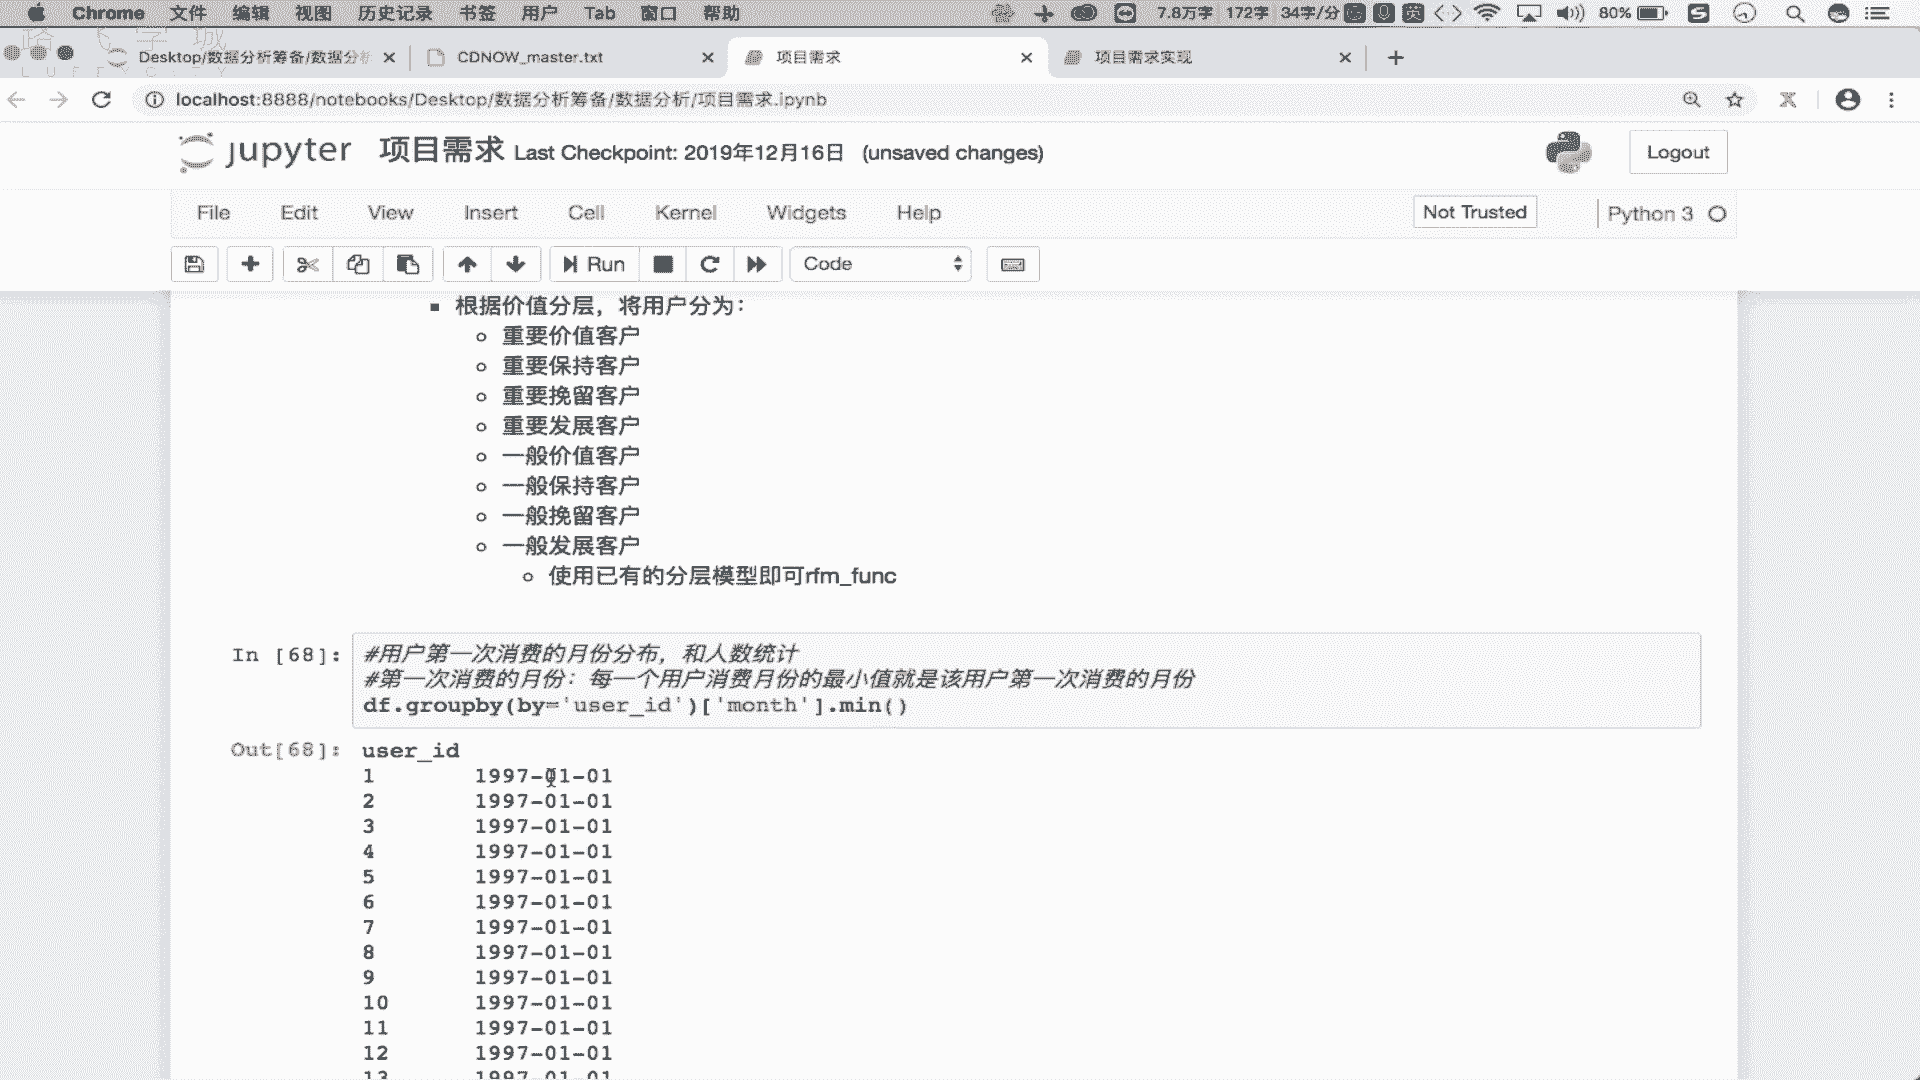 Chrome 文件 编辑 视图 历史记录 书签 用户 Tab 窗口 帮助 7.8万字 172字 34字/分 英 80%
Desktop/数据分析筹备/数据分析 CDNOW_master.txt 项目需求 项目需求实现
localhost:8888/notebooks/Desktop/数据分析筹备/数据分析/项目需求.ipynb
jupyter 项目需求 Last Checkpoint: 2019年12月16日 (unsaved changes) Logout
File Edit View Insert Cell Kernel Widgets Help Not Trusted Python 3
Run Code
根据价值分层，将用户分为：
重要价值客户
重要保持客户
重要挽留客户
重要发展客户
一般价值客户
一般保持客户
一般挽留客户
一般发展客户
使用已有的分层模型即可rfm_func
In [68]: #用户第一次消费的月份分布，和人数统计
#第一次消费的月份：每一个用户消费月份的最小值就是该用户第一次消费的月份
df.groupby(by='user_id')['month'].min()
Out[68]: user_id
1 1997-01-01
2 1997-01-01
3 1997-01-01
4 1997-01-01
5 1997-01-01
6 1997-01-01
7 1997-01-01
8 1997-01-01
9 1997-01-01
10 1997-01-01
11 1997-01-01
12 1997-01-01
13 1997-01-01